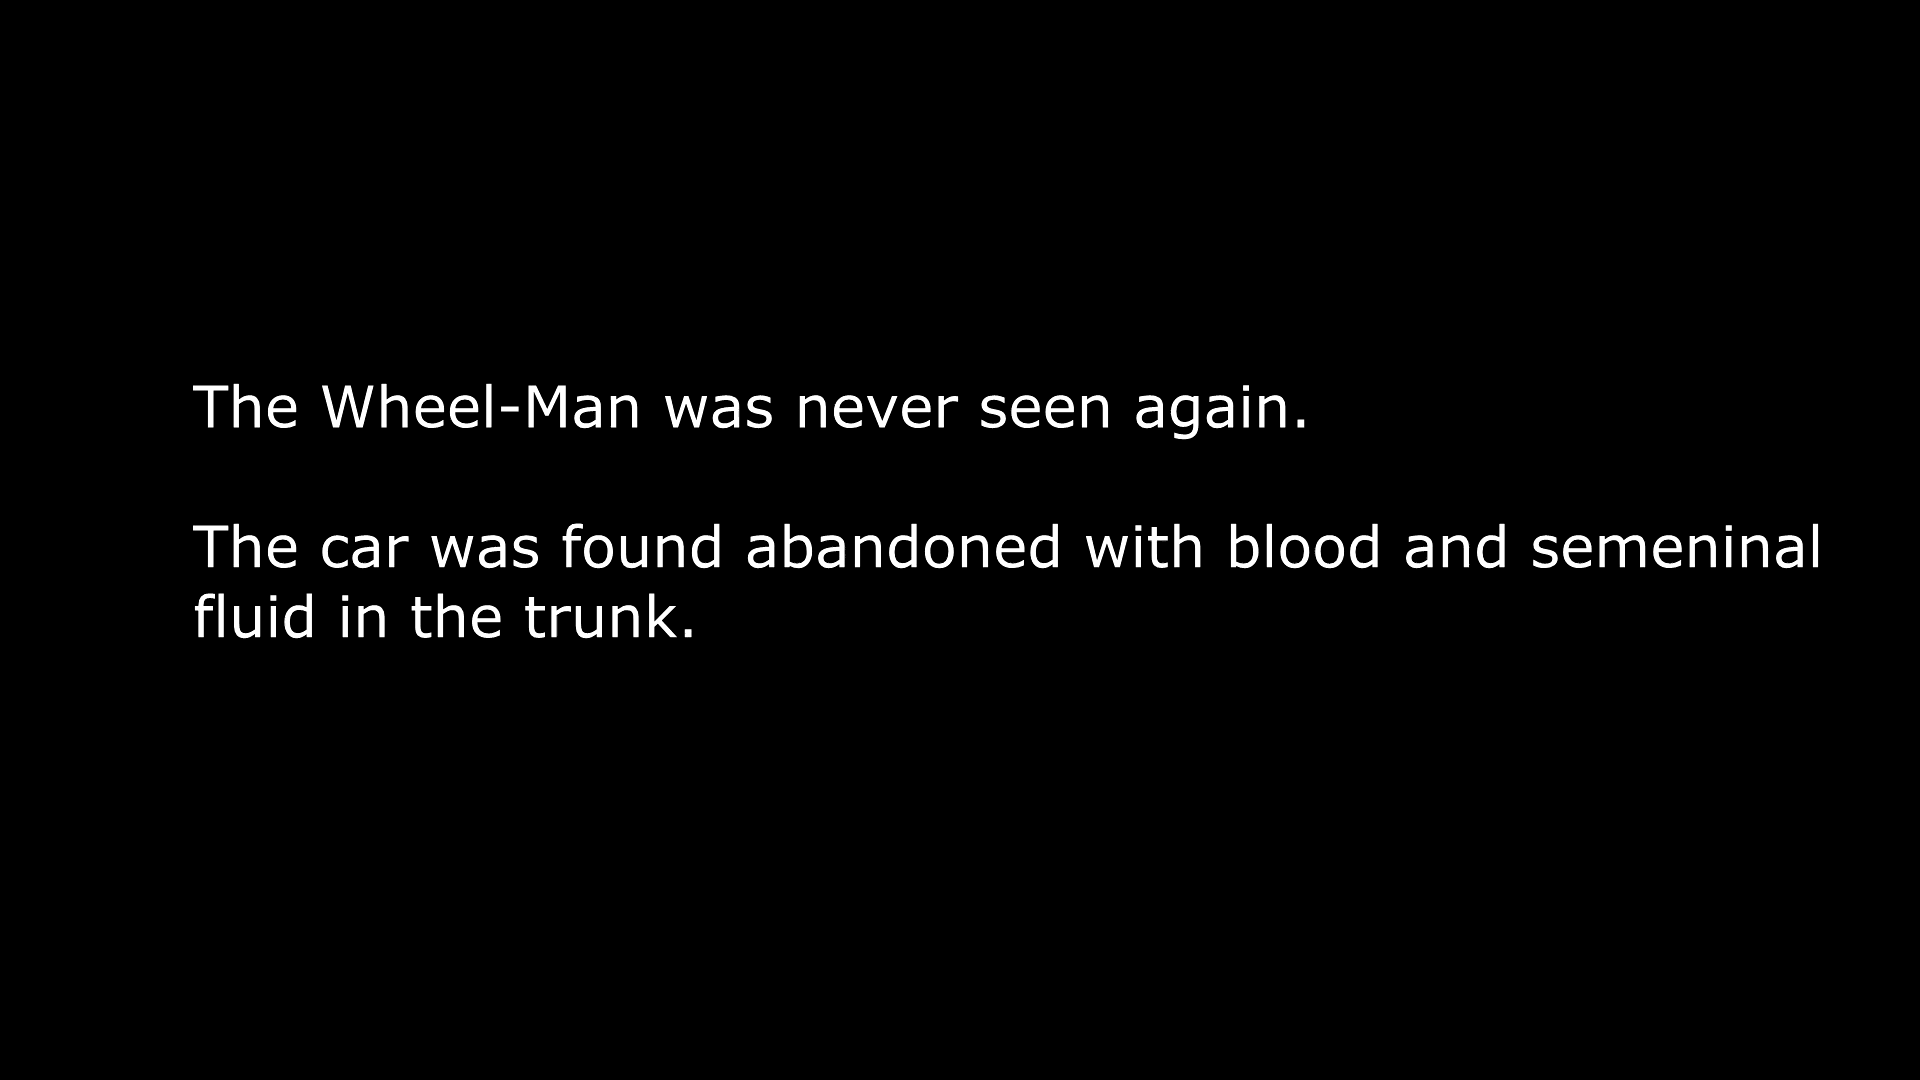 The Wheel-Man was never seen again.
The car was found abandoned with blood and semeninal
fluid in the trunk.